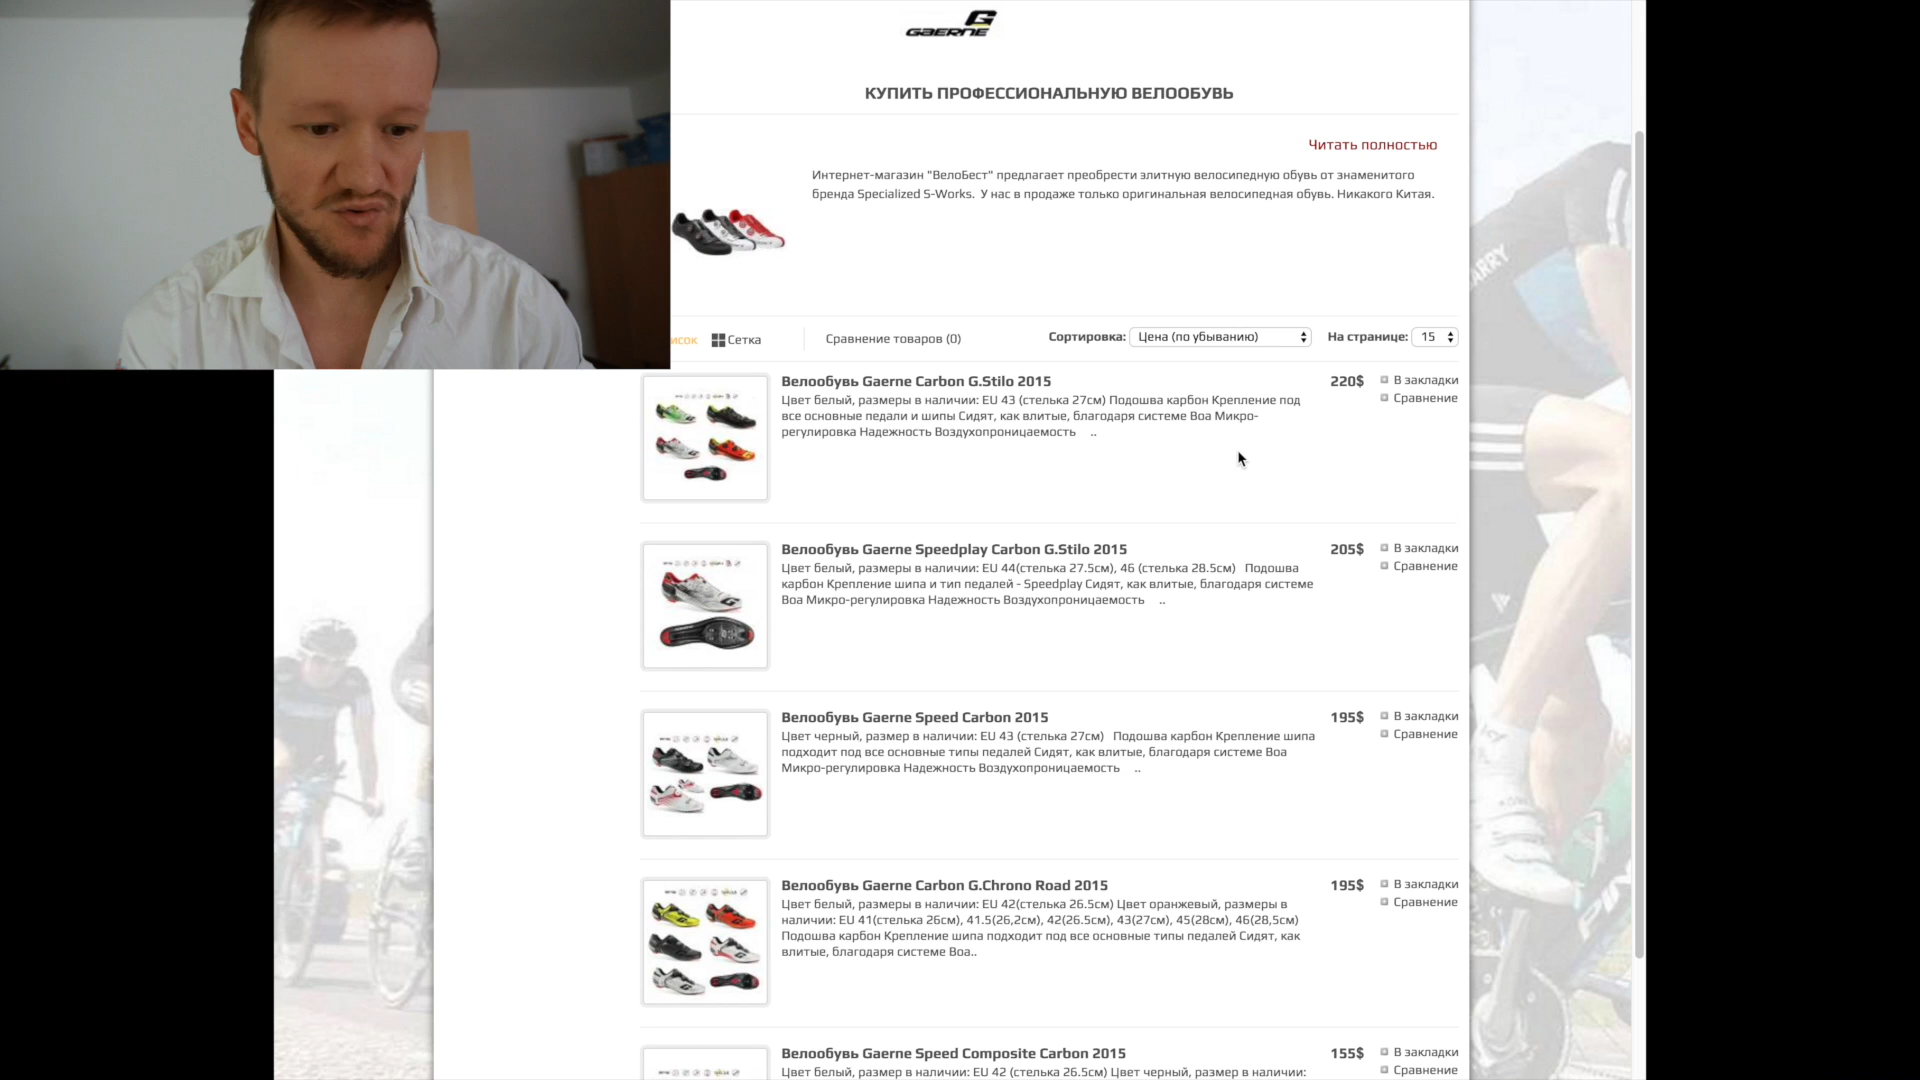 GAERNE
КУПИТЬ ПРОФЕССИОНАЛЬНУЮ ВЕЛООБУВЬ
Читать полностью
Интернет-магазин "ВелоБест" предлагает преобрести элитную велосипедную обувь от знаменитого
бренда Specialized S-Works. У нас в продаже только оригинальная велосипедная обувь. Никакого Китая.
исок Сетка Сравнение товаров (0) Сортировка: Цена (по убыванию) На странице: 15
Велообувь Gaerne Carbon G.Stilo 2015 220$ В закладки
Сравнение
Цвет белый, размеры в наличии: EU 43 (стелька 27см) Подошва карбон Крепление под
все основные педали и шипы Сидят, как влитые, благодаря системе Boa Микро-
регулировка Надежность Воздухопроницаемость ..
Велообувь Gaerne Speedplay Carbon G.Stilo 2015 205$ В закладки
Сравнение
Цвет белый, размеры в наличии: EU 44(стелька 27.5см), 46 (стелька 28.5см) Подошва
карбон Крепление шипа и тип педалей - Speedplay Сидят, как влитые, благодаря системе
Boa Микро-регулировка Надежность Воздухопроницаемость ..
Велообувь Gaerne Speed Carbon 2015 195$ В закладки
Сравнение
Цвет черный, размер в наличии: EU 43 (стелька 27см) Подошва карбон Крепление шипа
подходит под все основные типы педалей Сидят, как влитые, благодаря системе Boa
Микро-регулировка Надежность Воздухопроницаемость ..
Велообувь Gaerne Carbon G.Chrono Road 2015 195$ В закладки
Сравнение
Цвет белый, размеры в наличии: EU 42(стелька 26.5см) Цвет оранжевый, размеры в
наличии: EU 41(стелька 26см), 41.5(26,2см), 42(26.5см), 43(27см), 45(28см), 46(28,5см)
Подошва карбон Крепление шипа подходит под все основные типы педалей Сидят, как
влитые, благодаря системе Boa..
Велообувь Gaerne Speed Composite Carbon 2015 155$ В закладки
Сравнение
Цвет белый, размер в наличии: EU 42 (стелька 26.5см) Цвет черный, размер в наличии: